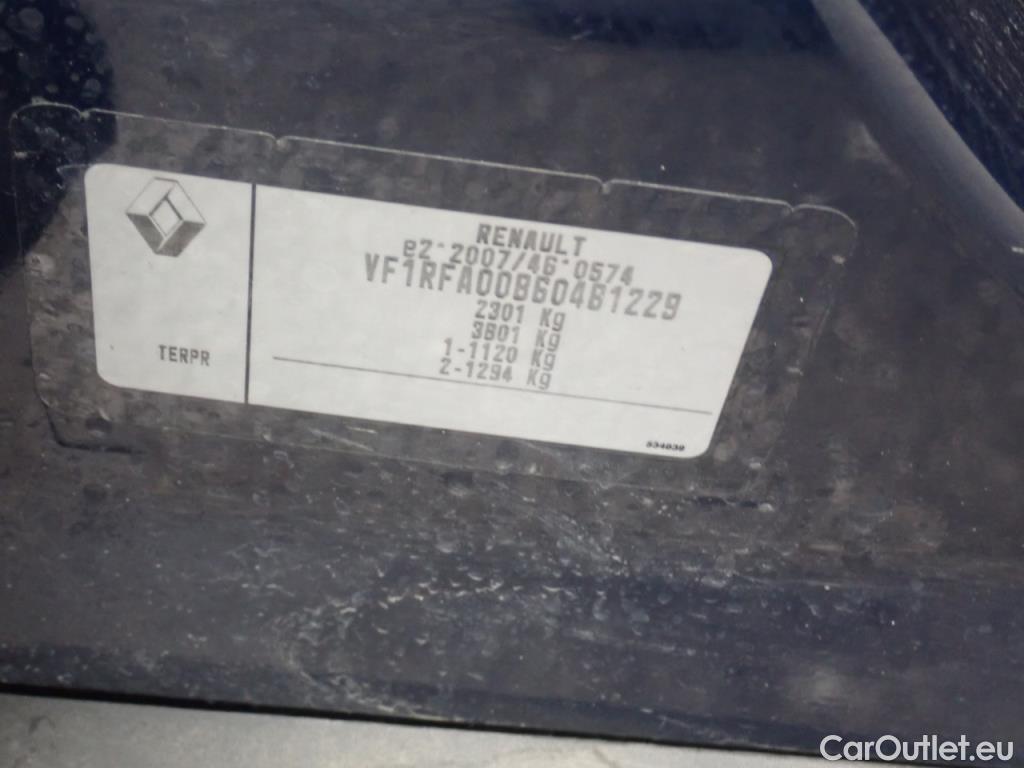 RENAULT
e2*2007/46*0574
VF1RFA00860481229
2301 Kg
3801 Kg
1-1120 Kg
2-1294 Kg
TERPR
534939
CarOutlet.eu